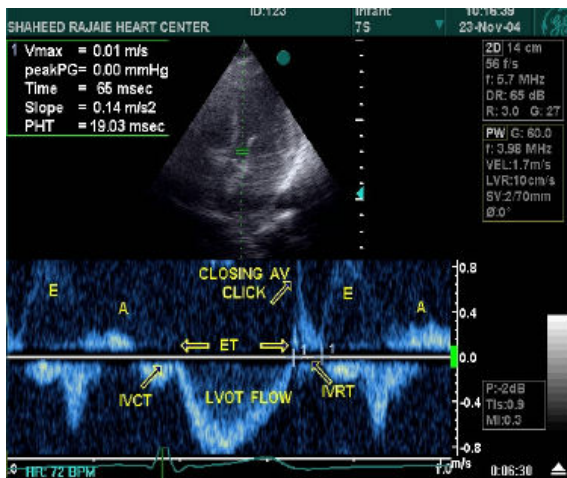 ID:123 Infant 10:16:39
SHAHEED RAJAIE HEART CENTER 7S 23-Nov-04
1 Vmax = 0.01 m/s
peakPG= 0.00 mmHg
Time = 65 msec
Slope = 0.14 m/s2
PHT =19.03 msec
2D 14 cm
56 f/s
f: 5.7 MHz
DR: 65 dB
R: 3.0 G: 27
PW G: 60.0
f: 3.98 MHz
VEL:1.7m/s
LVR:10cm/s
SV:2/70mm
Ø:0°
CLOSING AV
CLICK
0.8
E A E A
ET 1 1
0.0
IVCT LVOT FLOW IVRT
-0.4
P:-2dB
TIs:0.9
MI:0.3
-0.8
.0 HR: 72 BPM 1.0 m/s 0:06:30